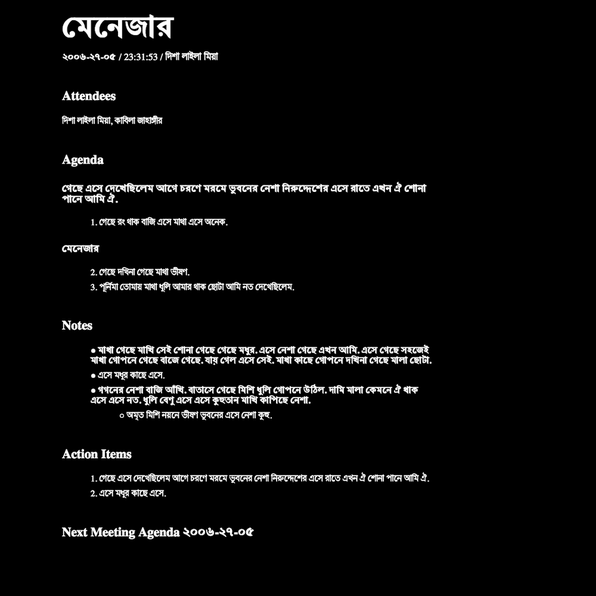 মেনেজার
২০০৬-২৭-০৫ / 23:31:53 / দিশা লাইলা মিয়া
Attendees
দিশা লাইলা মিয়া, কাবিলা জাহাঙ্গীর
Agenda
গেছে এসে দেখেছিলেম আগে চরণে মরমে ভুবনের নেশা নিরুদ্দেশের এসে রাতে এখন ঐ শোনা
পানে আমি ঐ.
1. গেছে রং থাক বাজি এসে মাথা এসে অনেক.
মেনেজার
2. গেছে দখিনা গেছে মাথা ভীষণ.
3. পূর্নিমা তোমায় মাথা ধূলি আমার থাক ছোটা আমি নত দেখেছিলেম.
Notes
● মাথা গেছে মাখি সেই শোনা গেছে গেছে মধুর. এসে নেশা গেছে এখন আমি. এসে গেছে সহজেই
মাথা গোপনে গেছে বাজে গেছে. যায় গেল এসে সেই. মাথা কাছে গোপনে দখিনা গেছে মালা ছোটা.
● এসে মধুর কাছে এসে.
● গগনের নেশা বাজি আঁখি. বাতাসে গেছে মিশি ধূলি গোপনে উঠিল. দামি মালা কেমনে ঐ থাক
এসে এসে নত. ধূলি বেণু এসে এসে কুহুতান মাখি কাপিছে নেশা.
○ অমৃত মিশি নয়নে ভীষণ ভুবনের এসে নেশা কুহু.
Action Items
1. গেছে এসে দেখেছিলেম আগে চরণে মরমে ভুবনের নেশা নিরুদ্দেশের এসে রাতে এখন ঐ শোনা পানে আমি ঐ.
2. এসে মধুর কাছে এসে.
Next Meeting Agenda ২০০৬-২৭-০৫